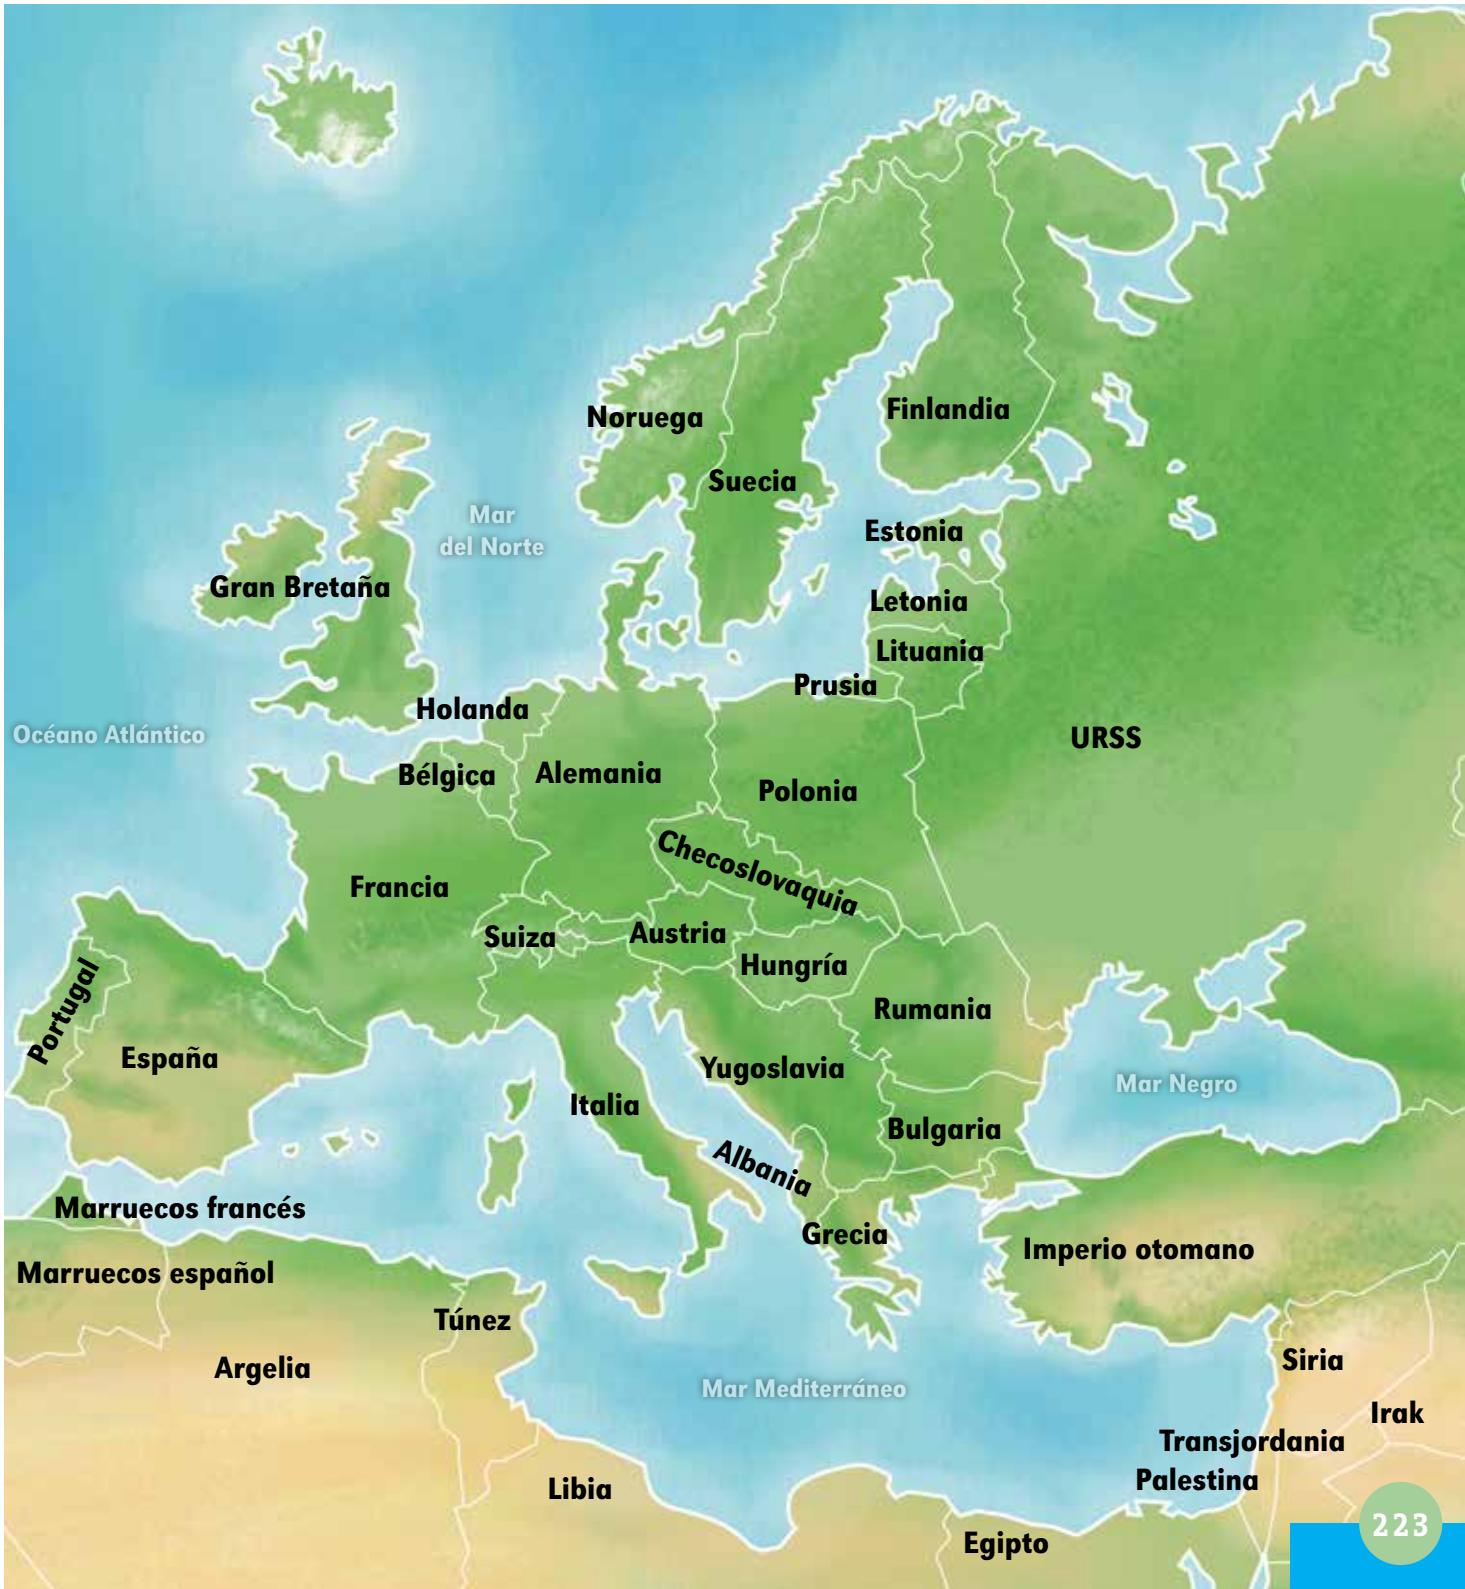 Noruega
Finlandia
Suecia
Mar
del Norte
Estonia
Gran Bretaña
Letonia
Lituania
Prusia
Holanda
Océano Atlántico
URSS
Bélgica
Alemania
Polonia
Checoslovaquia
Francia
Suiza
Austria
Hungría
Portugal
Rumania
España
Yugoslavia
Mar Negro
Italia
Bulgaria
Albania
Marruecos francés
Grecia
Imperio otomano
Marruecos español
Túnez
Argelia
Siria
Mar Mediterráneo
Irak
Transjordania
Palestina
Libia
Egipto
223